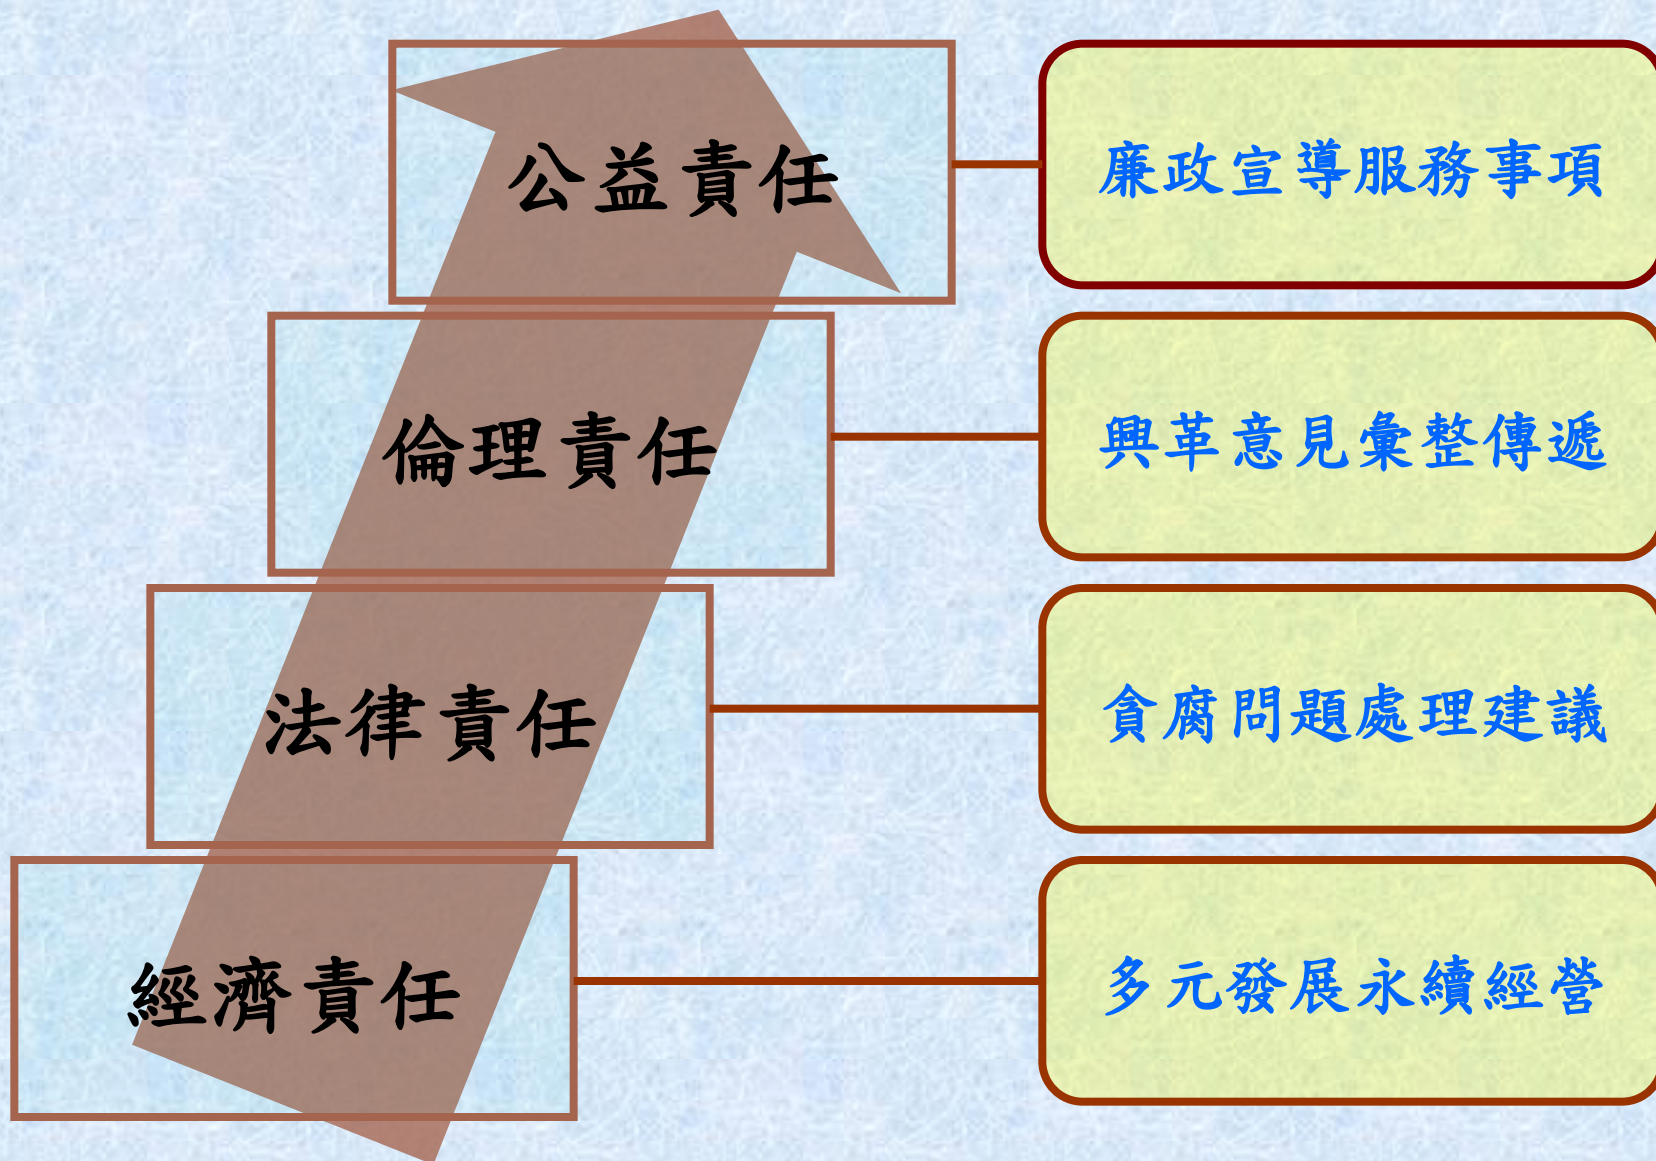 公益責任
廉政宣導服務事項
倫理責任
興革意見彙整傳遞
法律責任
貪腐問題處理建議
經濟責任
多元發展永續經營